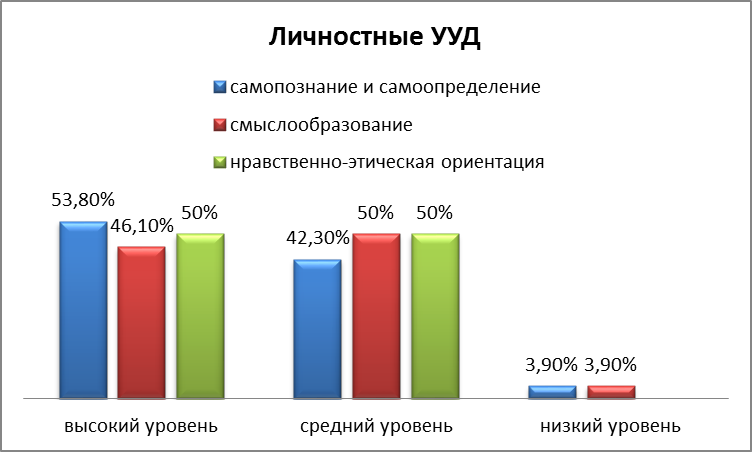 Личностные УУД
самопознание и самоопределение
смыслообразование
нравственно-этическая ориентация
53,80%
46,10%
50%
42,30%
50%
50%
3,90%
3,90%
высокий уровень
средний уровень
низкий уровень